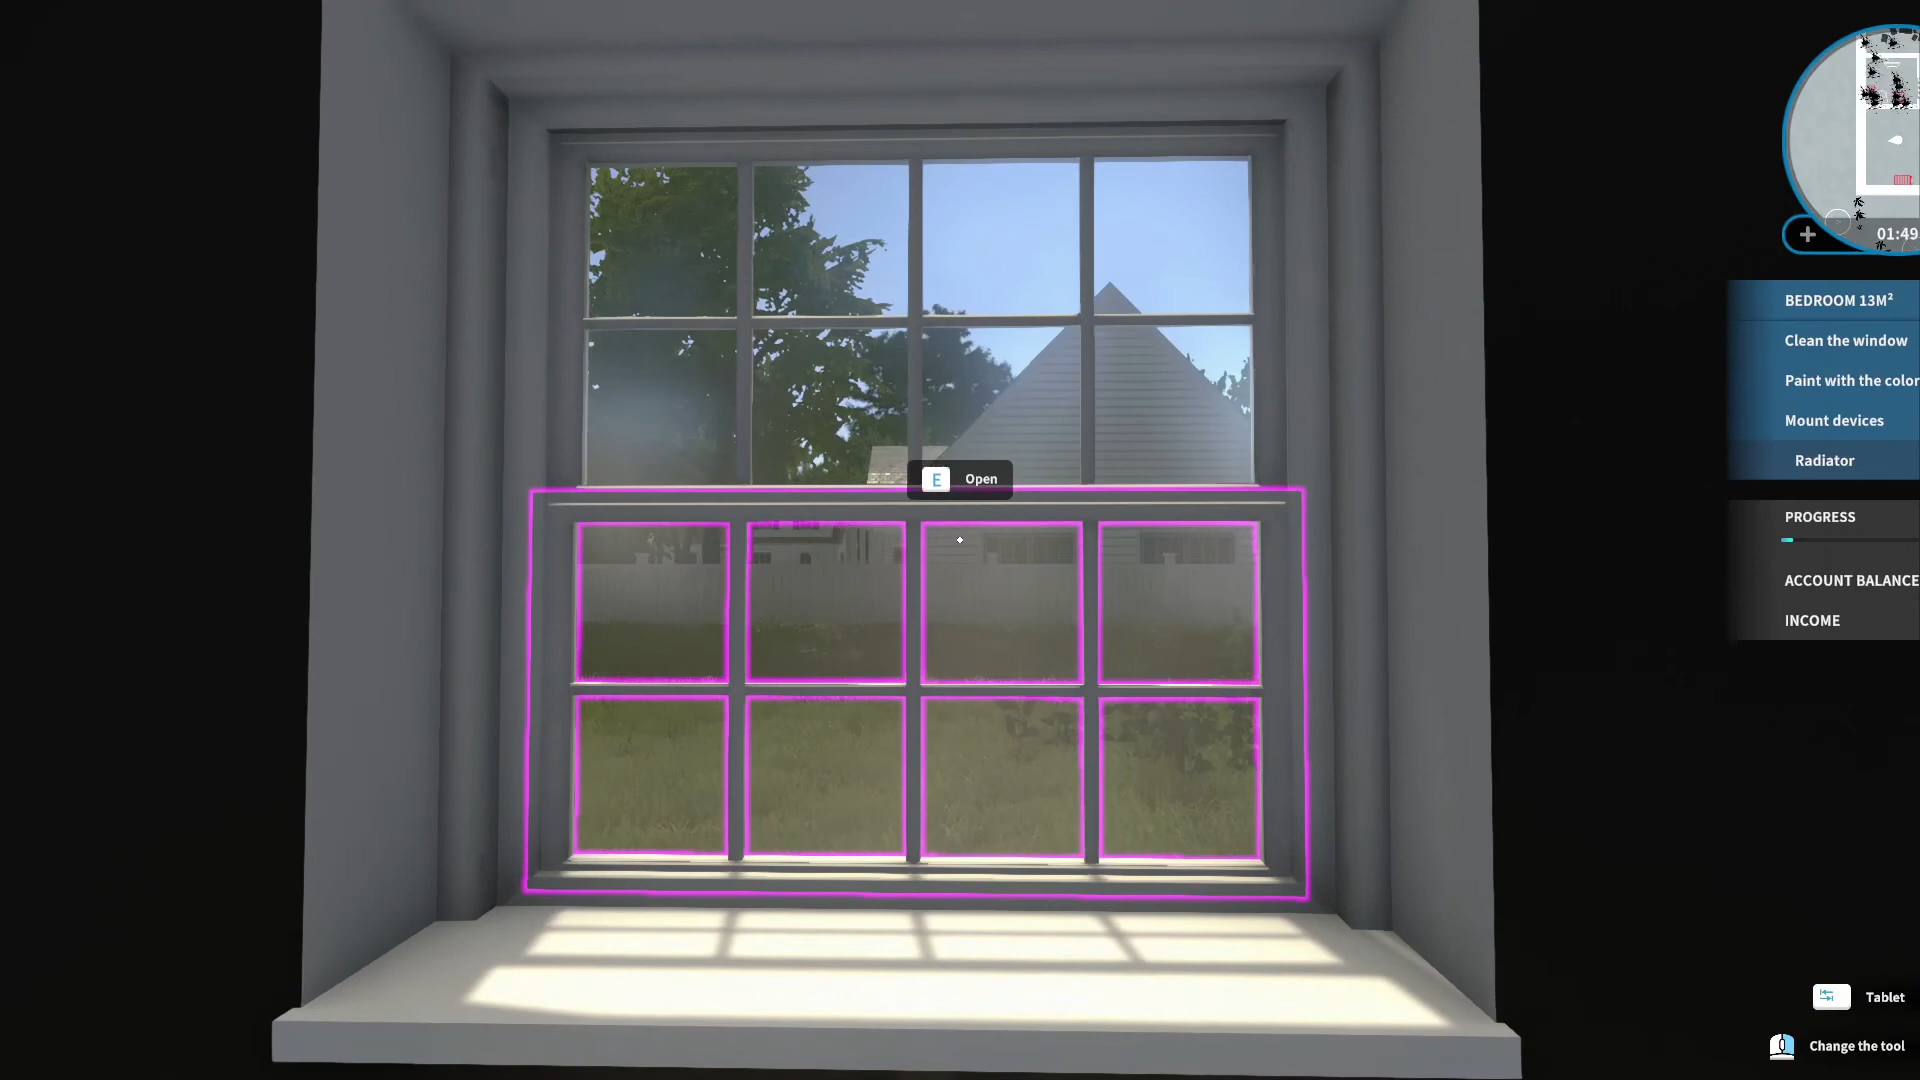 01:49
BEDROOM 13M²
Clean the window
Paint with the color
Mount devices
Radiator
E Open
PROGRESS
ACCOUNT BALANCE
INCOME
Tablet
Change the tool